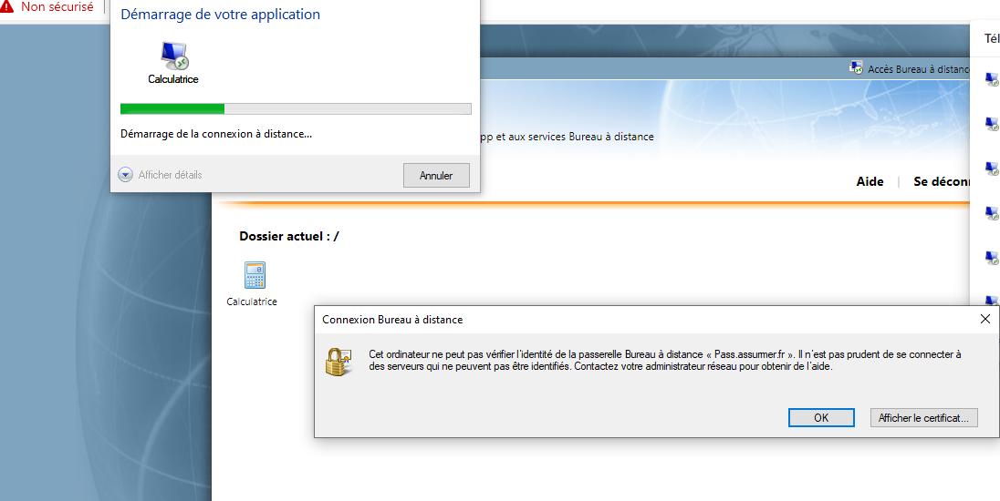 Non sécurisé
Démarrage de votre application
Calculatrice
Démarrage de la connexion à distance...
Afficher détails
Annuler
Tél
Accès Bureau à distance
pp et aux services Bureau à distance
Aide | Se déconn
Dossier actuel : /
Calculatrice
Connexion Bureau à distance
Cet ordinateur ne peut pas vérifier l'identité de la passerelle Bureau à distance « Pass.assurmer.fr ». Il n'est pas prudent de se connecter à
des serveurs qui ne peuvent pas être identifiés. Contactez votre administrateur réseau pour obtenir de l'aide.
OK
Afficher le certificat...